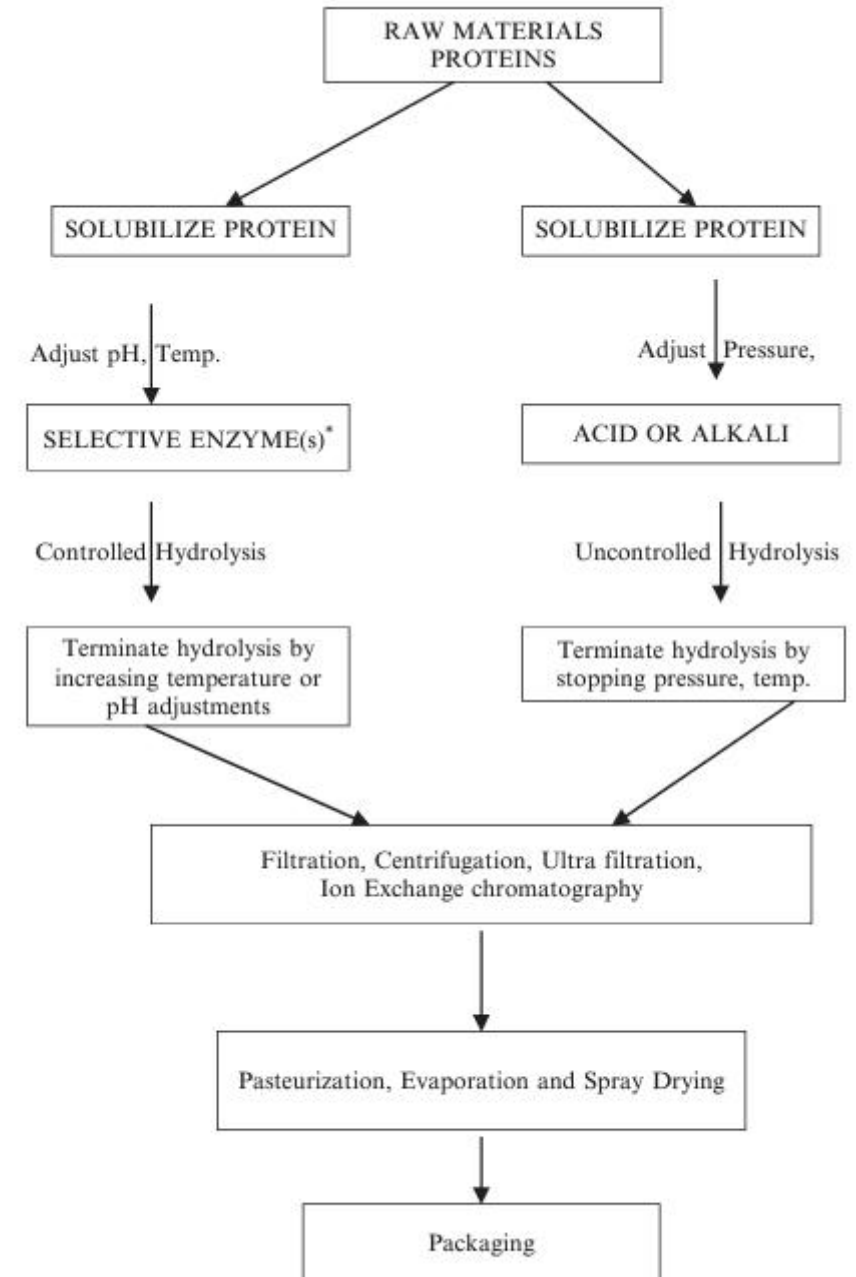 RAW MATERIALS
PROTEINS
SOLUBILIZE PROTEIN
SOLUBILIZE PROTEIN
Adjust pH, Temp.
Adjust Pressure,
SELECTIVE ENZYME(s)*
ACID OR ALKALI
Controlled Hydrolysis
Uncontrolled Hydrolysis
Terminate hydrolysis by
increasing temperature or
pH adjustments
Terminate hydrolysis by
stopping pressure, temp.
Filtration, Centrifugation, Ultra filtration,
Ion Exchange chromatography
Pasteurization, Evaporation and Spray Drying
Packaging